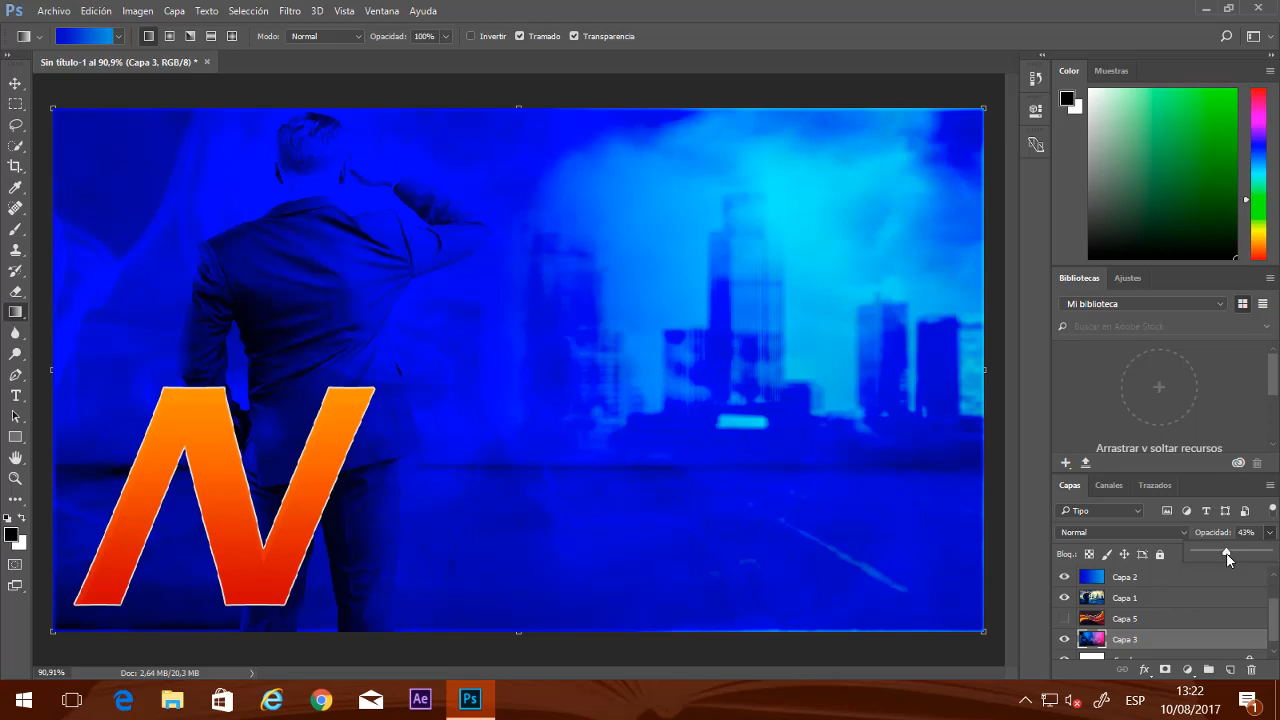 Ps Archivo Edición Imagen Capa Texto Selección Filtro 3D Vista Ventana Ayuda
Modo: Normal Opacidad: 100% Invertir Tramado Transparencia
Sin título-1 al 90,9% (Capa 3, RGB/8) * ×
Color Muestras
N
Bibliotecas Ajustes
Mi biblioteca
Buscar en Adobe Stock
Arrastrar y soltar recursos
Capas Canales Trazados
Tipo
Normal Opacidad: 43%
Bloq.:
Capa 2
Capa 1
Capa 5
Capa 3
90,91% Doc: 2,64 MB/20,3 MB
Ae Ps ESP 13:22
10/08/2017 1